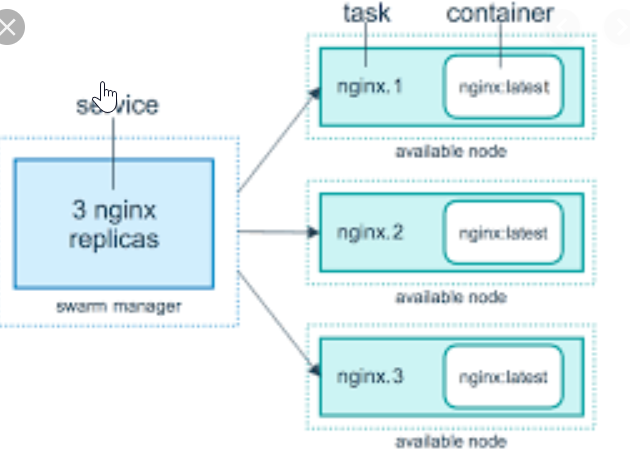 task
container
nginx.1
nginx:latest
available node
service
3 nginx
replicas
swarm manager
nginx.2
nginx:latest
available node
nginx.3
nginx:latest
available node